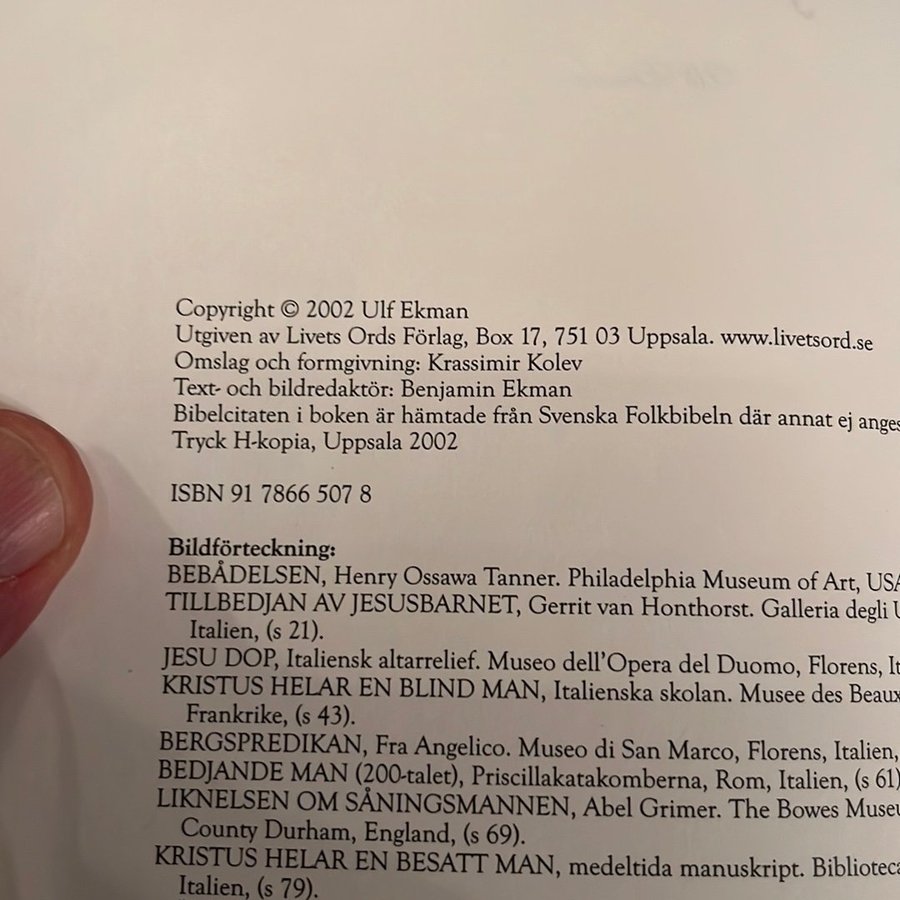 Copyright © 2002 Ulf Ekman
Utgiven av Livets Ords Förlag, Box 17, 751 03 Uppsala. www.livetsord.se
Omslag och formgivning: Krassimir Kolev
Text- och bildredaktör: Benjamin Ekman
Bibelcitaten i boken är hämtade från Svenska Folkbibeln där annat ej
Tryck H-kopia, Uppsala 2002
ISBN 91 7866 507 8
Bildförteckning:
BEBÅDELSEN, Henry Ossawa Tanner. Philadelphia Museum of Art,
TILLBEDJAN AV JESUSBARNET, Gerrit van Honthorst. Galleria degli
Italien, (s 21).
JESU DOP, Italiensk altarrelief. Museo dell'Opera del Duomo, Florens,
KRISTUS HELAR EN BLIND MAN, Italienska skolan. Musee des
Frankrike, (s 43).
BERGSPREDIKAN, Fra Angelico. Museo di San Marco, Florens, Italien,
BEDJANDE MAN (200-talet), Priscillakatakomberna, Rom, Italien, (s 61)
LIKNELSEN OM SÅNINGSMANNEN, Abel Grimer. The Bowes
County Durham, England, (s 69).
KRISTUS HELAR EN BESATT MAN, medeltida manuskript.
Italien, (s 79).